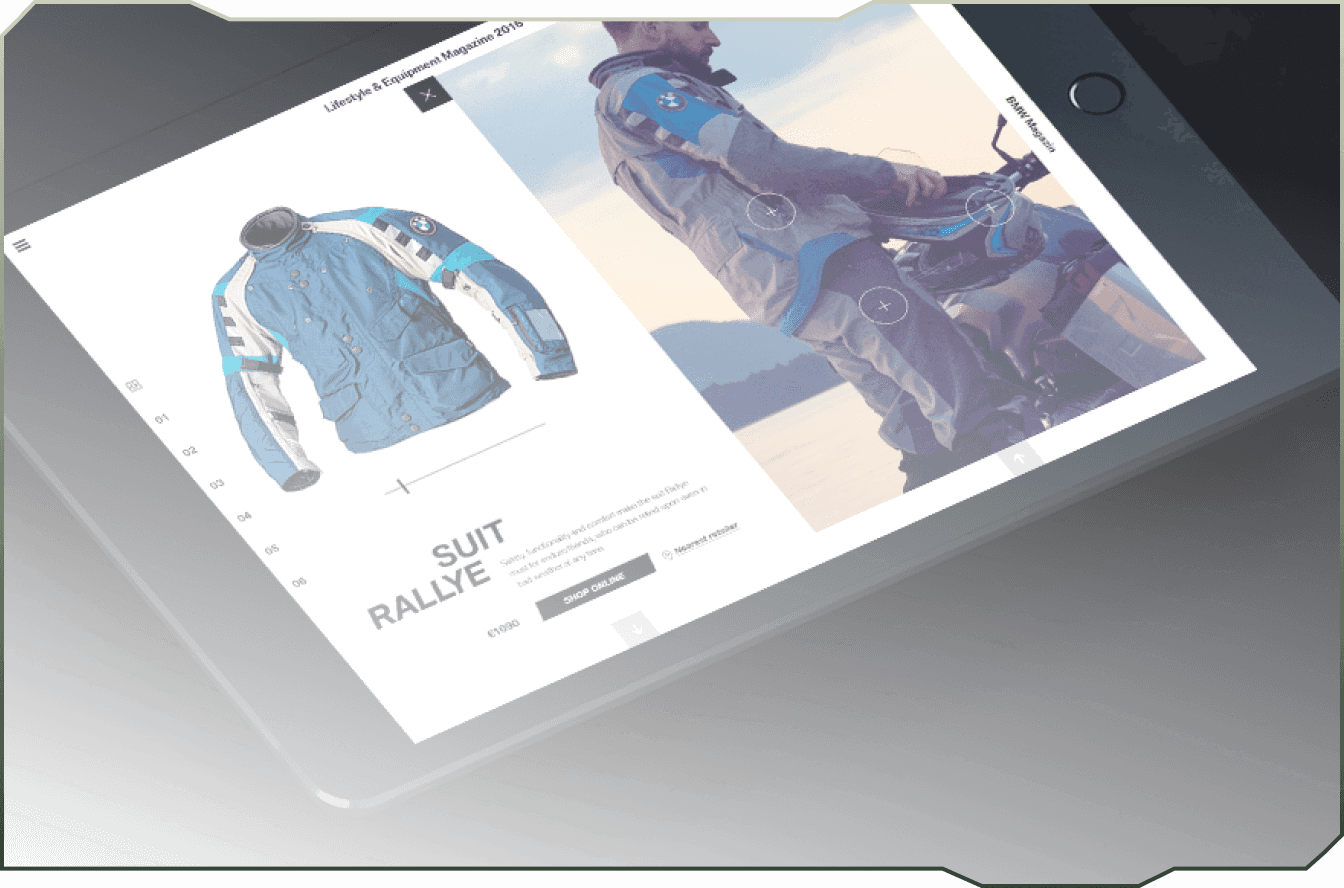 Lifestyle & Equipment Magazine 2016
BMW Magazin
01
02
03
04
05
06
SUIT
RALLYE
Safety, functionality and comfort make the suit Rallye
must for enduro friends, who can be relied upon even in
bad weather at any time.
€1090
SHOP ONLINE
Nearest retailer